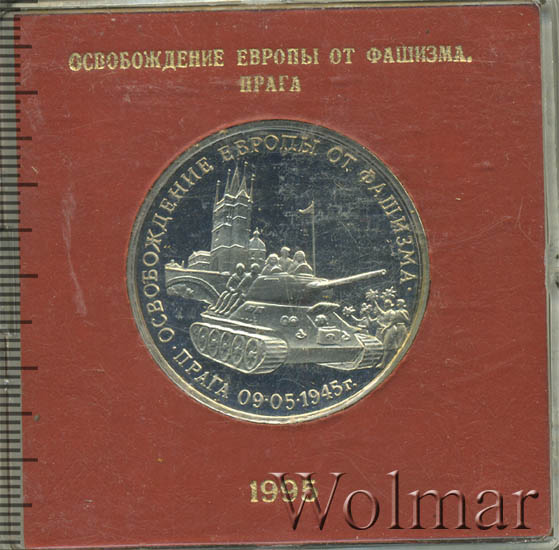 ОСВОБОЖДЕНИЕ ЕВРОПЫ ОТ ФАШИЗМА.
ПРАГА
ОСВОБОЖДЕНИЕ ЕВРОПЫ ОТ ФАШИЗМА·
· ПРАГА 09·05·1945г.
1995
Wolmar